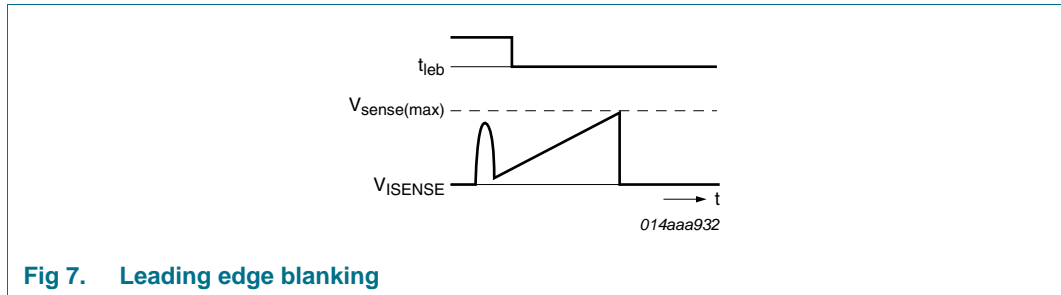 tleb
Vsense(max)
VISENSE
t
014aaa932
Fig 7. Leading edge blanking